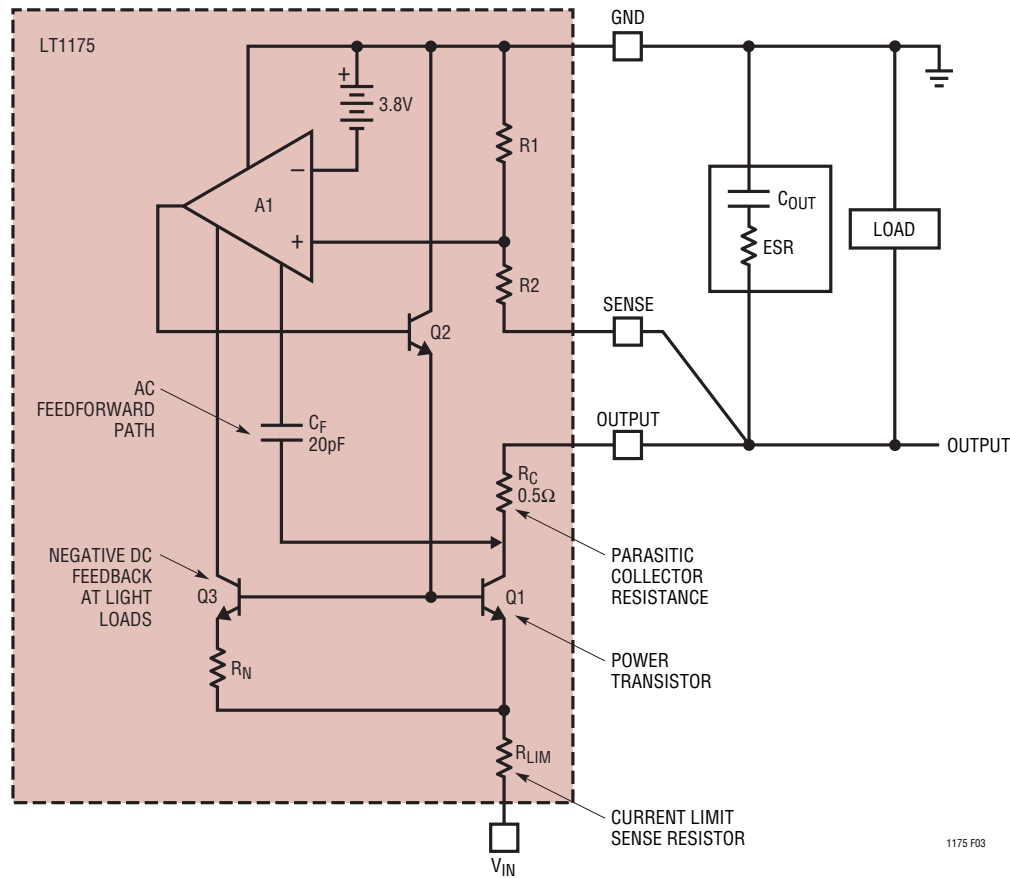 GND
LT1175
+
3.8V
R1
–
A1
+
C_OUT
ESR
LOAD
R2
SENSE
Q2
AC
FEEDFORWARD
PATH
C_F
20pF
OUTPUT
OUTPUT
R_C
0.5Ω
NEGATIVE DC
FEEDBACK
AT LIGHT
LOADS
Q3
Q1
PARASITIC
COLLECTOR
RESISTANCE
R_N
POWER
TRANSISTOR
R_LIM
CURRENT LIMIT
SENSE RESISTOR
V_IN
1175 F03